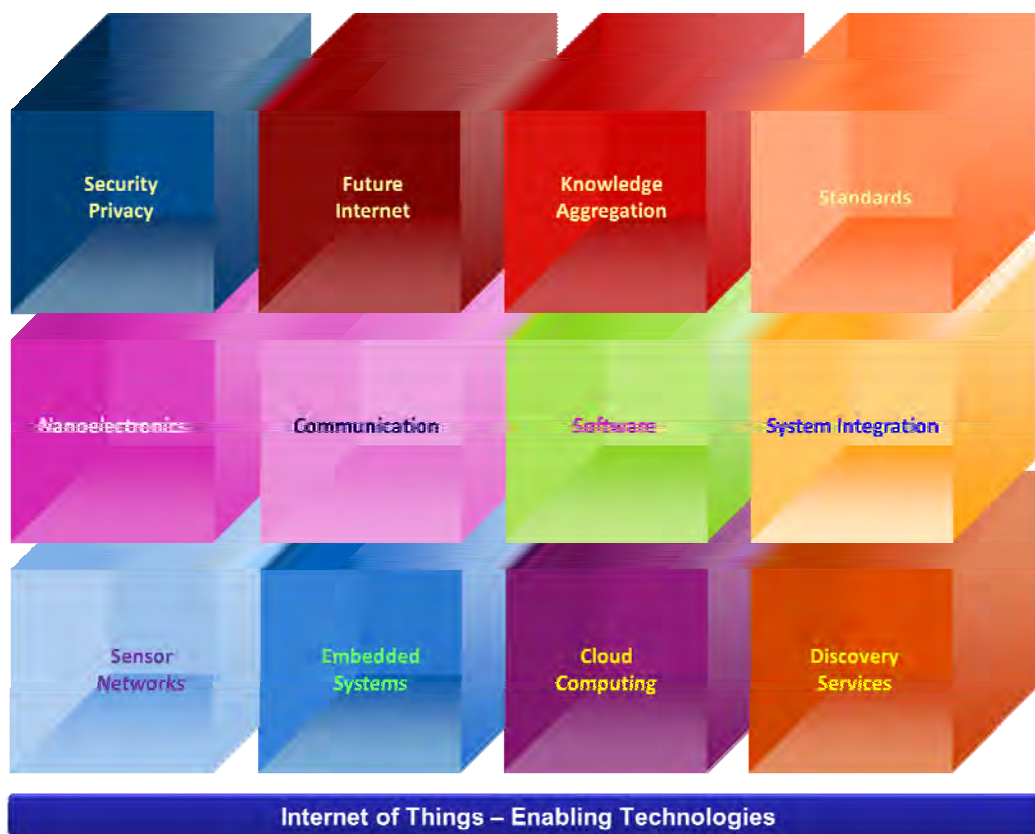 Security
Privacy
Future
Internet
Knowledge
Aggregation
Standards
Nanoelectronics
Communication
Software
System Integration
Sensor
Networks
Embedded
Systems
Cloud
Computing
Discovery
Services
Internet of Things – Enabling Technologies